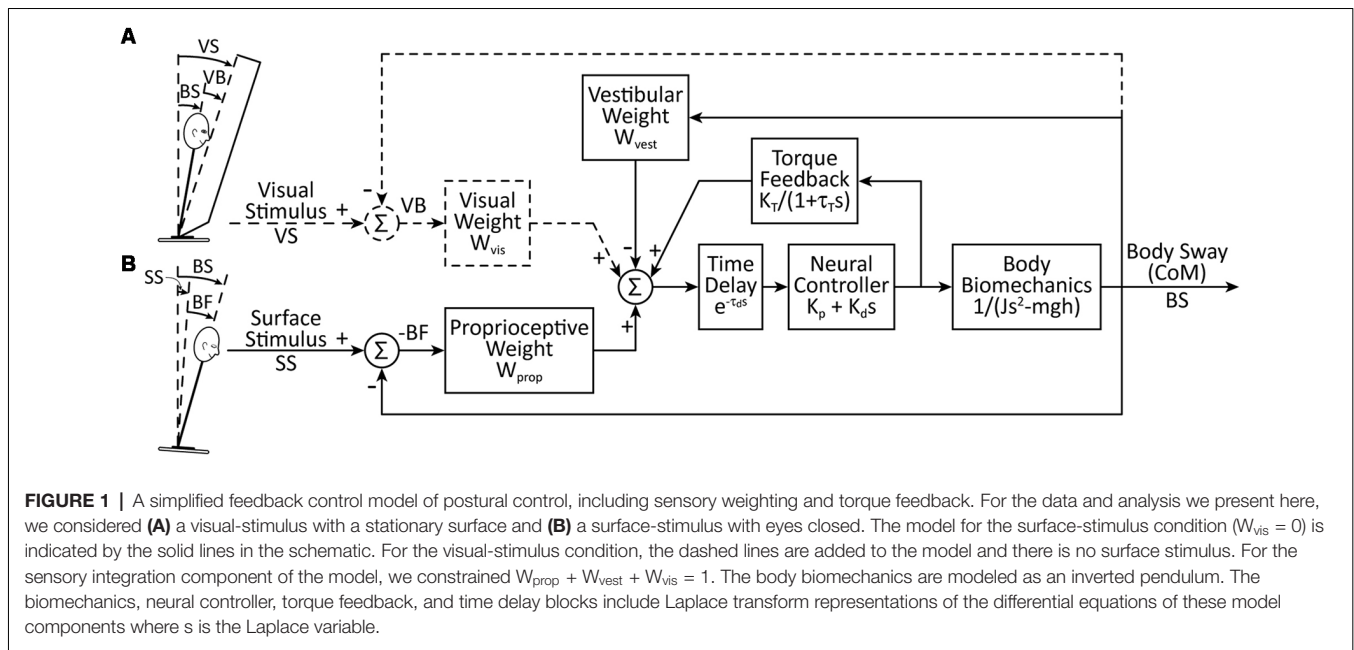 A
VS
VB
BS
Visual
Stimulus +
VS
-
Σ
VB
Visual
Weight
W_vis
Vestibular
Weight
W_vest
Torque
Feedback
K_T/(1+τ_Ts)
+
-
+
Σ
+
Time
Delay
e^-τ_ds
Neural
Controller
K_p + K_ds
Body
Biomechanics
1/(Js²-mgh)
Body Sway
(CoM)
BS
B
SS
BS
BF
Surface
Stimulus +
SS
Σ
-
-BF
Proprioceptive
Weight
W_prop
FIGURE 1 | A simplified feedback control model of postural control, including sensory weighting and torque feedback. For the data and analysis we present here,
we considered (A) a visual-stimulus with a stationary surface and (B) a surface-stimulus with eyes closed. The model for the surface-stimulus condition (W_vis = 0) is
indicated by the solid lines in the schematic. For the visual-stimulus condition, the dashed lines are added to the model and there is no surface stimulus. For the
sensory integration component of the model, we constrained W_prop + W_vest + W_vis = 1. The body biomechanics are modeled as an inverted pendulum. The
biomechanics, neural controller, torque feedback, and time delay blocks include Laplace transform representations of the differential equations of these model
components where s is the Laplace variable.